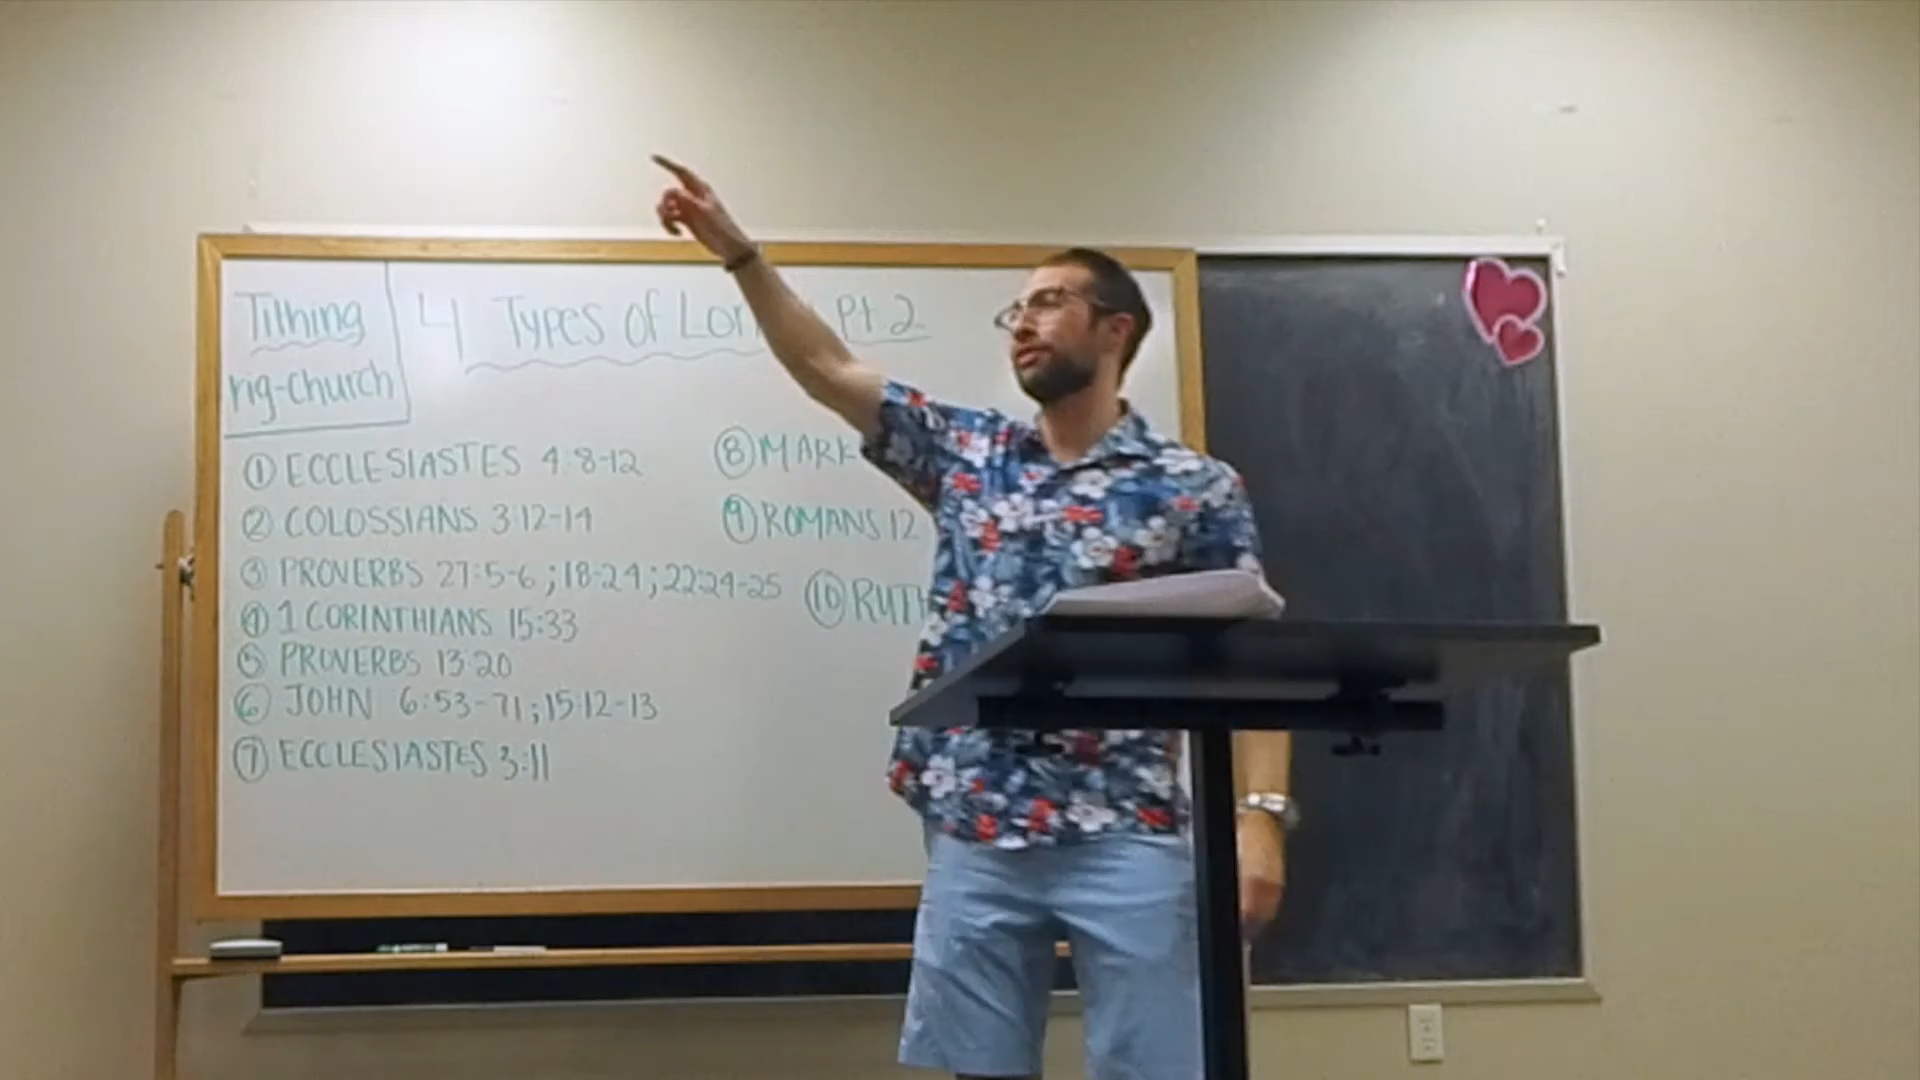 Tithing
rig-church
4 Types of Pt.2
① ECCLESIASTES 4:8-12
② COLOSSIANS 3:12-14
③ PROVERBS 27:5-6;18-24;22:24-25
④ 1 CORINTHIANS 15:33
⑤ PROVERBS 13:20
⑥ JOHN 6:53-71;15:12-13
⑦ ECCLESIASTES 3:11
⑧ MARK
⑨ ROMANS 12
⑩ RUTH